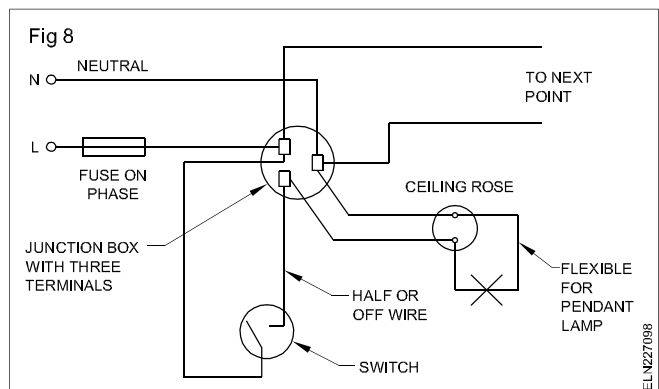 Fig 8
N
NEUTRAL
TO NEXT
POINT
L
FUSE ON
PHASE
CEILING ROSE
JUNCTION BOX
WITH THREE
TERMINALS
HALF OR
OFF WIRE
FLEXIBLE
FOR
PENDANT
LAMP
SWITCH
ELN227098